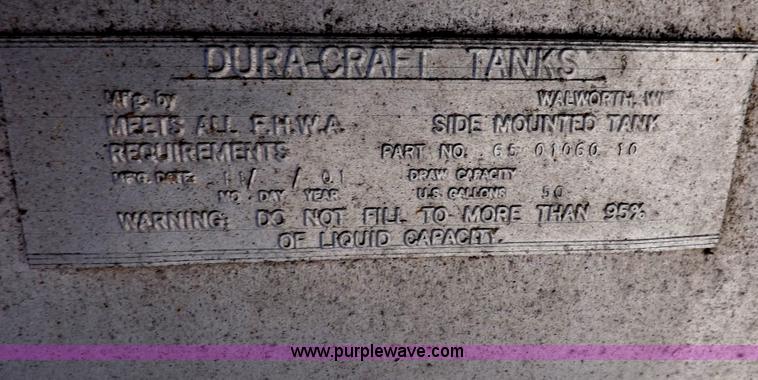 DURA-CRAFT TANKS
Mfg. by WALWORTH, WI
MEETS ALL F.H.W.A. SIDE MOUNTED TANK
REQUIREMENTS PART NO. 65 01060 10
MFG. DATE 11/ /01 DRAW CAPACITY
MO. DAY YEAR U.S. GALLONS 50
WARNING: DO NOT FILL TO MORE THAN 95%
OF LIQUID CAPACITY.
www.purplewave.com